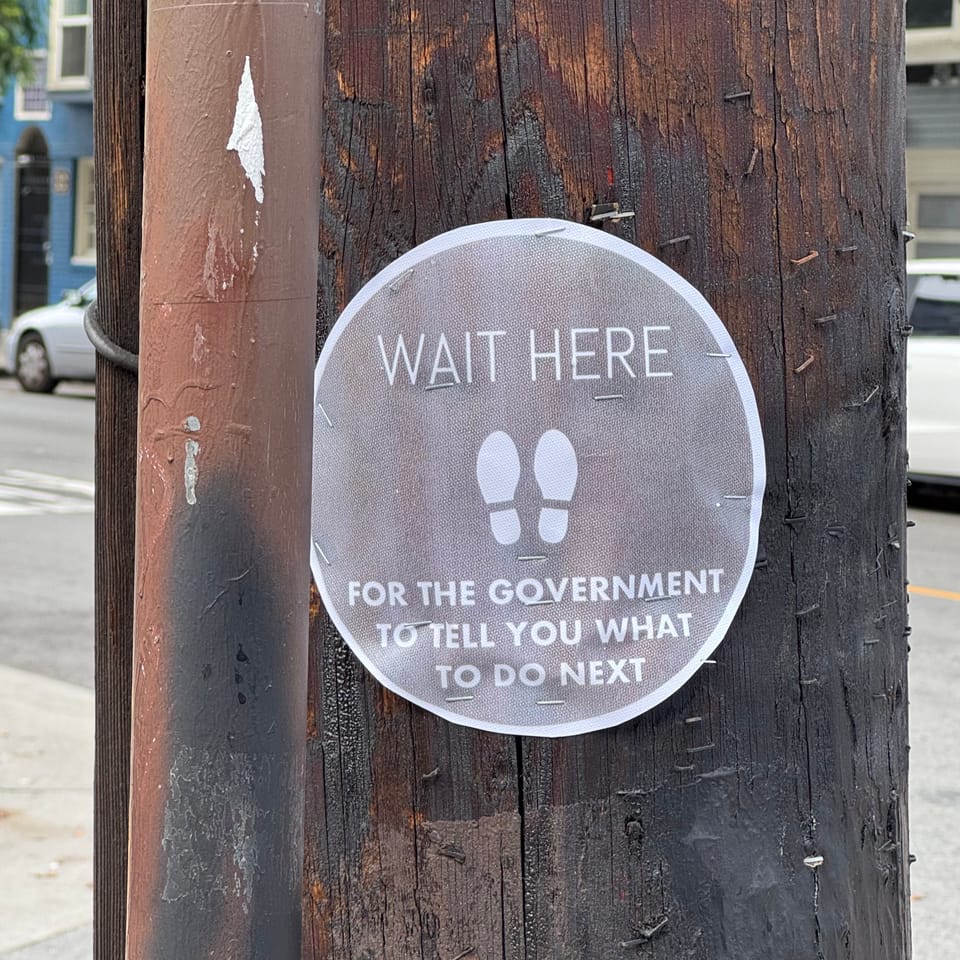 WAIT HERE
FOR THE GOVERNMENT
TO TELL YOU WHAT
TO DO NEXT